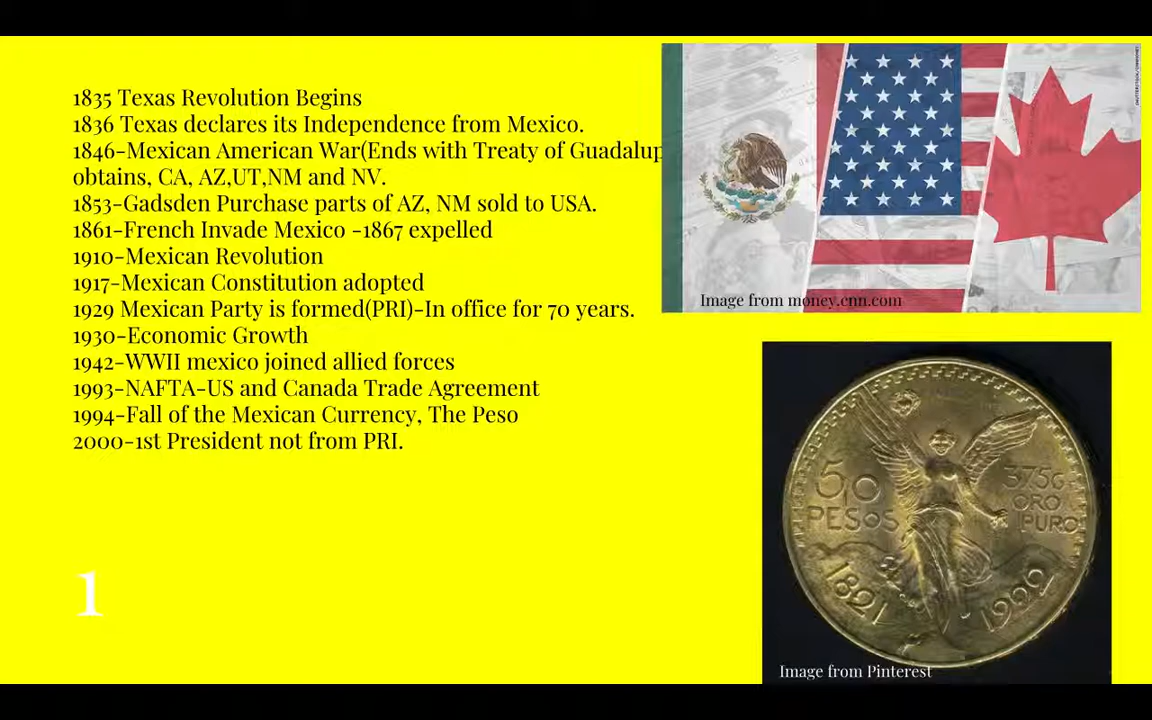 1835 Texas Revolution Begins
1836 Texas declares its Independence from Mexico.
1846-Mexican American War(Ends with Treaty of Guadalup
obtains, CA, AZ,UT,NM and NV.
1853-Gadsden Purchase parts of AZ, NM sold to USA.
1861-French Invade Mexico -1867 expelled
1910-Mexican Revolution
1917-Mexican Constitution adopted
1929 Mexican Party is formed(PRI)-In office for 70 years.
1930-Economic Growth
1942-WWII mexico joined allied forces
1993-NAFTA-US and Canada Trade Agreement
1994-Fall of the Mexican Currency, The Peso
2000-1st President not from PRI.
1
Image from money.cnn.com
50
PESOS
37.5G
ORO
PURO
1821
Image from Pinterest